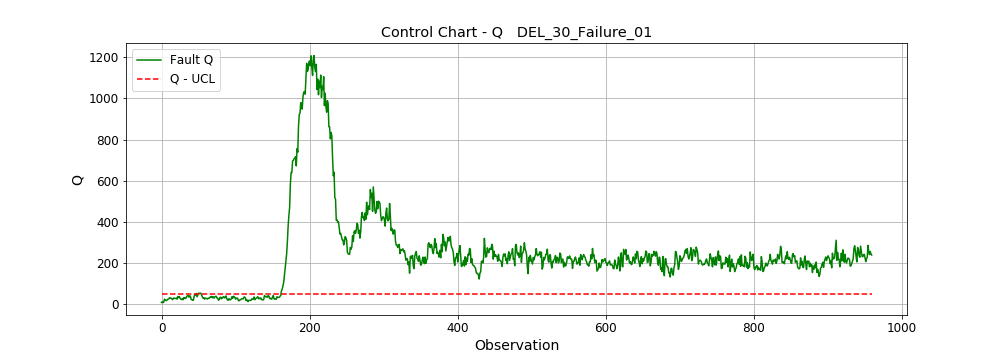 Control Chart - Q   DEL_30_Failure_01
Fault Q
Q - UCL
Q
1200
1000
800
600
400
200
0
0 200 400 600 800 1000
Observation